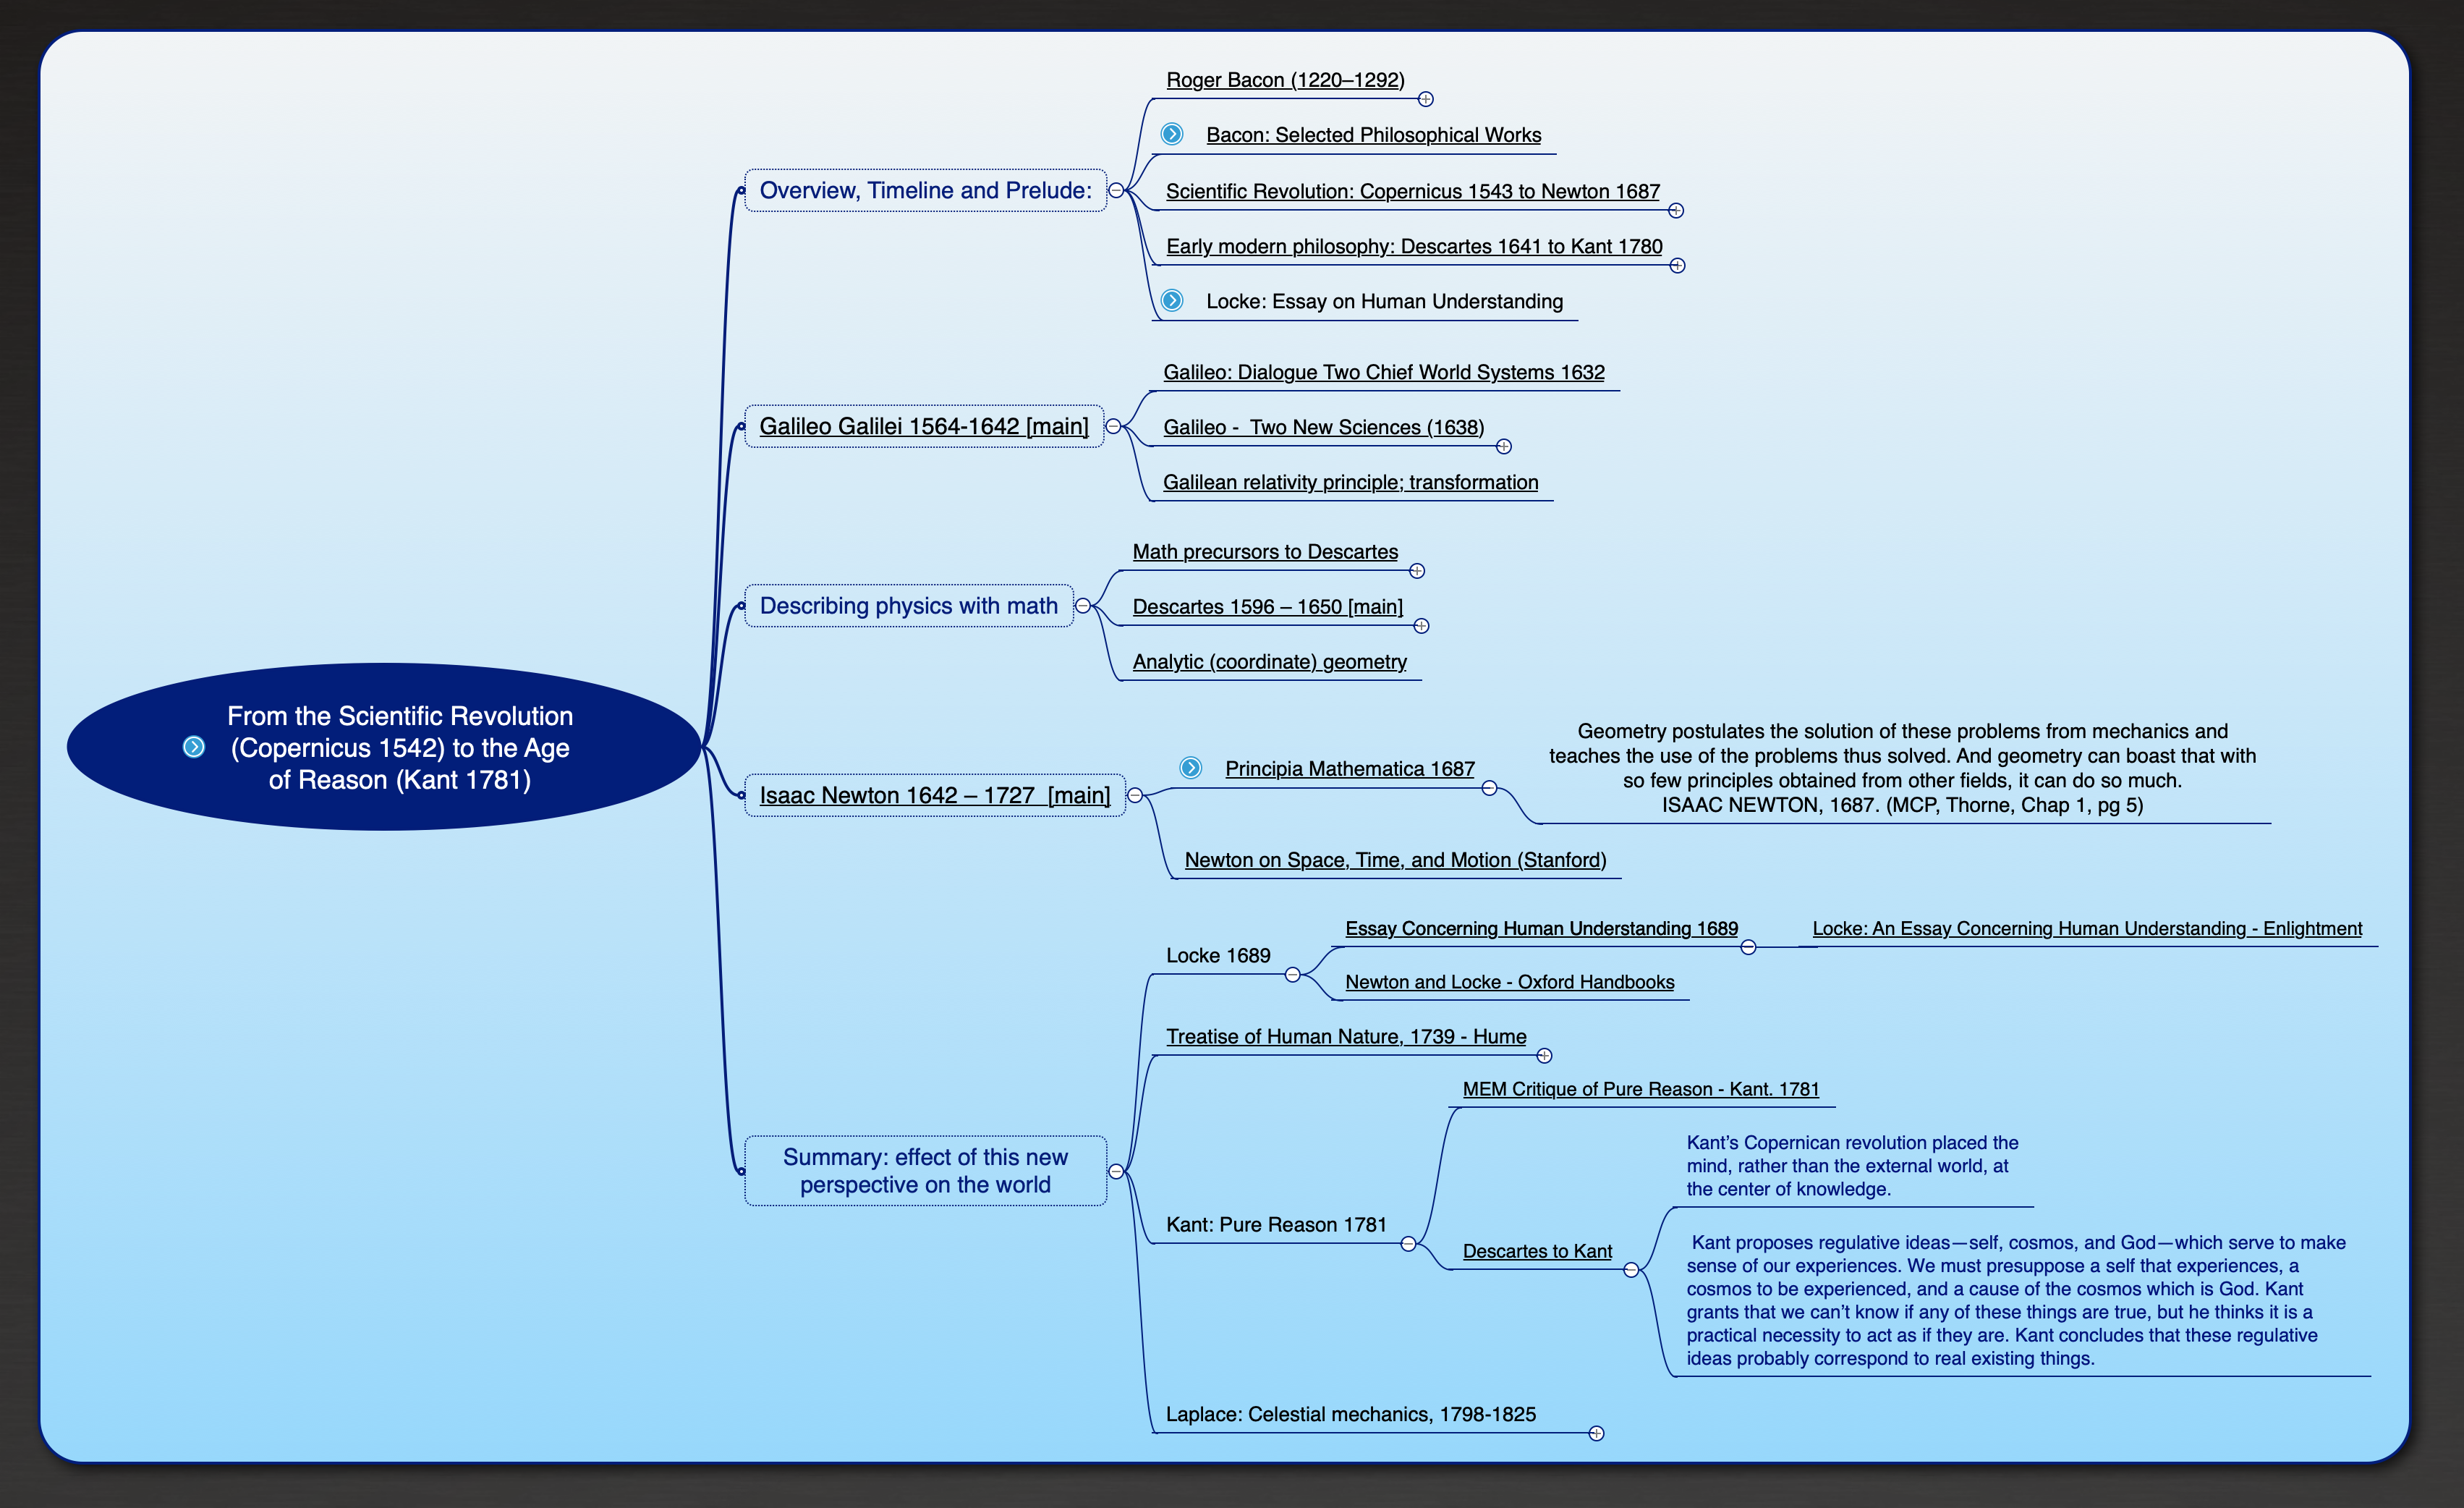 From the Scientific Revolution
(Copernicus 1542) to the Age
of Reason (Kant 1781)
Overview, Timeline and Prelude:
Roger Bacon (1220–1292)
Bacon: Selected Philosophical Works
Scientific Revolution: Copernicus 1543 to Newton 1687
Early modern philosophy: Descartes 1641 to Kant 1780
Locke: Essay on Human Understanding
Galileo Galilei 1564-1642 [main]
Galileo: Dialogue Two Chief World Systems 1632
Galileo -  Two New Sciences (1638)
Galilean relativity principle; transformation
Describing physics with math
Math precursors to Descartes
Descartes 1596 – 1650 [main]
Analytic (coordinate) geometry
Isaac Newton 1642 – 1727  [main]
Principia Mathematica 1687
Geometry postulates the solution of these problems from mechanics and
teaches the use of the problems thus solved. And geometry can boast that with
so few principles obtained from other fields, it can do so much.
ISAAC NEWTON, 1687. (MCP, Thorne, Chap 1, pg 5)
Newton on Space, Time, and Motion (Stanford)
Summary: effect of this new
perspective on the world
Locke 1689
Essay Concerning Human Understanding 1689
Locke: An Essay Concerning Human Understanding - Enlightment
Newton and Locke - Oxford Handbooks
Treatise of Human Nature, 1739 - Hume
Kant: Pure Reason 1781
MEM Critique of Pure Reason - Kant. 1781
Descartes to Kant
Kant’s Copernican revolution placed the
mind, rather than the external world, at
the center of knowledge.
Kant proposes regulative ideas—self, cosmos, and God—which serve to make
sense of our experiences. We must presuppose a self that experiences, a
cosmos to be experienced, and a cause of the cosmos which is God. Kant
grants that we can’t know if any of these things are true, but he thinks it is a
practical necessity to act as if they are. Kant concludes that these regulative
ideas probably correspond to real existing things.
Laplace: Celestial mechanics, 1798-1825